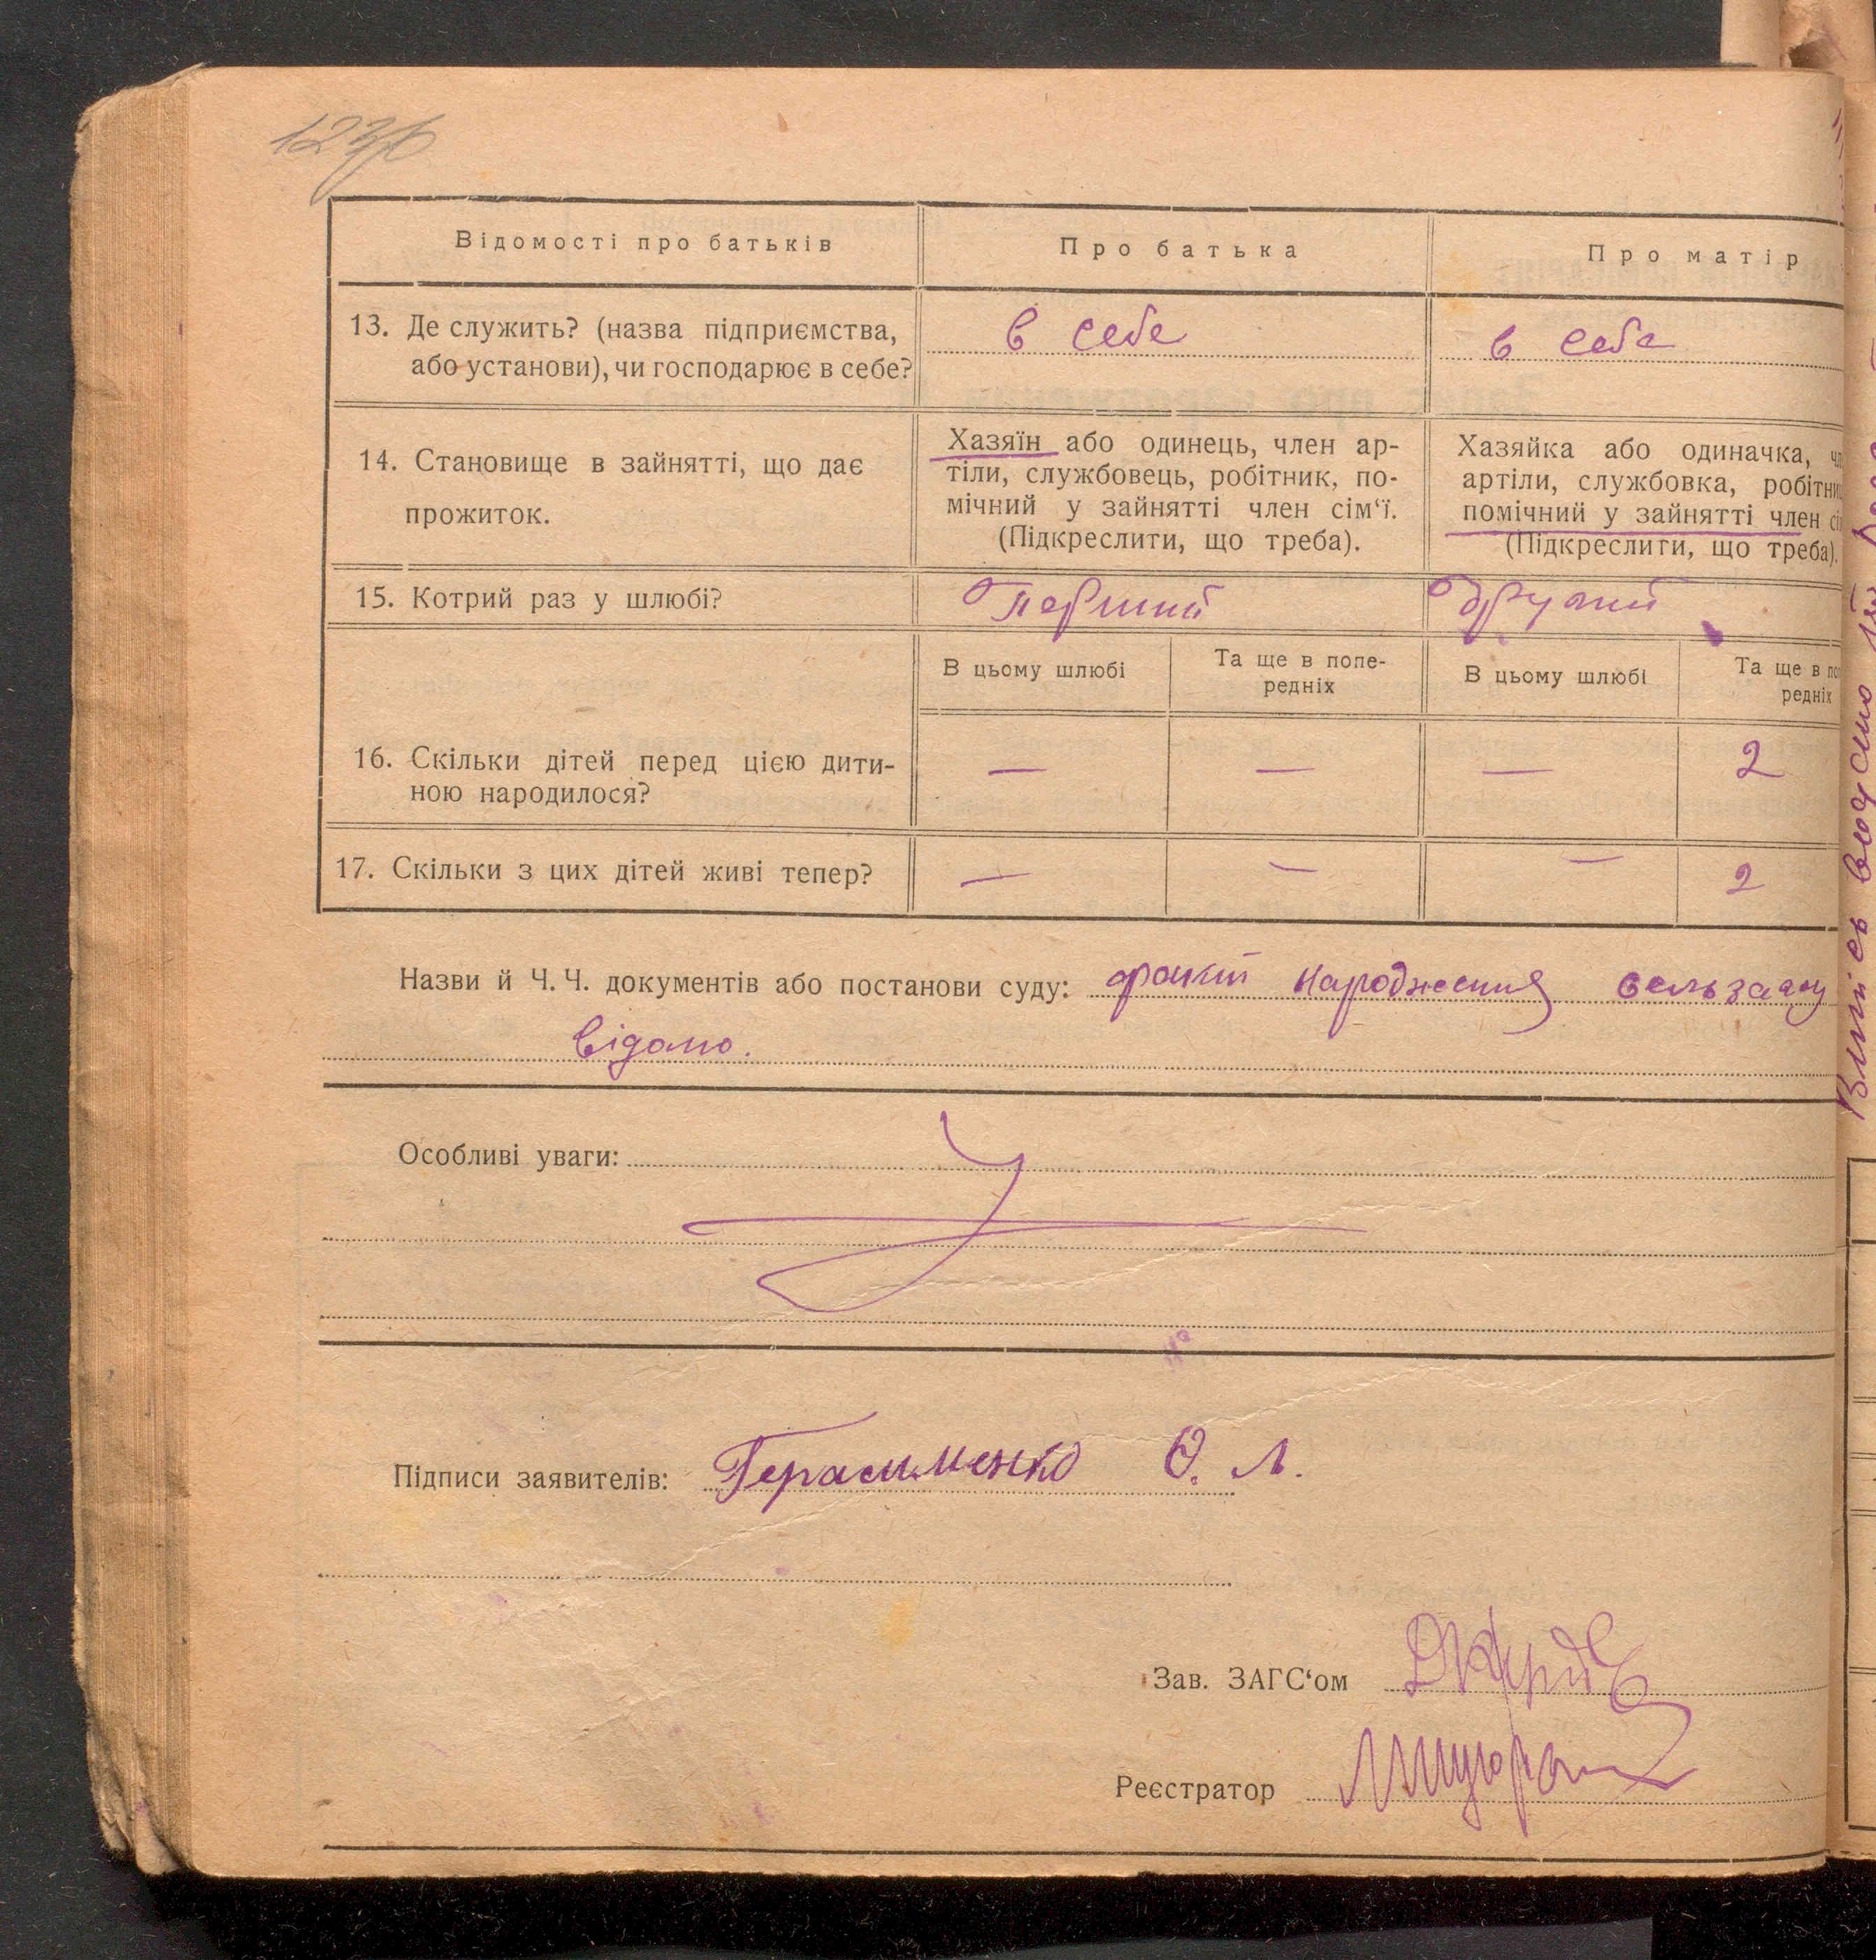 Відомості про батьків
Про батька
Про матір
13. Де служить? (назва підприємства,
або установи), чи господарює в себе?
в себе
в себе
14. Становище в зайнятті, що дає
прожиток.
Хазяїн або одинець, член ар-
тіли, службовець, робітник, по-
мічний у зайнятті член сім‘ї.
(Підкреслити, що треба).
Хазяйка або одиначка,
артіли, службовка,
помічний у зайнятті член
(Підкреслити, що треба).
15. Котрий раз у шлюбі?
перший
другий
В цьому шлюбі
Та ще в попе-
редніх
В цьому шлюбі
Та ще в
редніх
16. Скільки дітей перед цією дити-
ною народилося?
— — — 2
17. Скільки з цих дітей живі тепер?
— — — 2
Назви й Ч. Ч. документів або постанови суду: факт народження
відомо.
Особливі уваги:
Підписи заявителів: Герасименко О. Л.
Зав. ЗАГС‘ом
Реєстратор